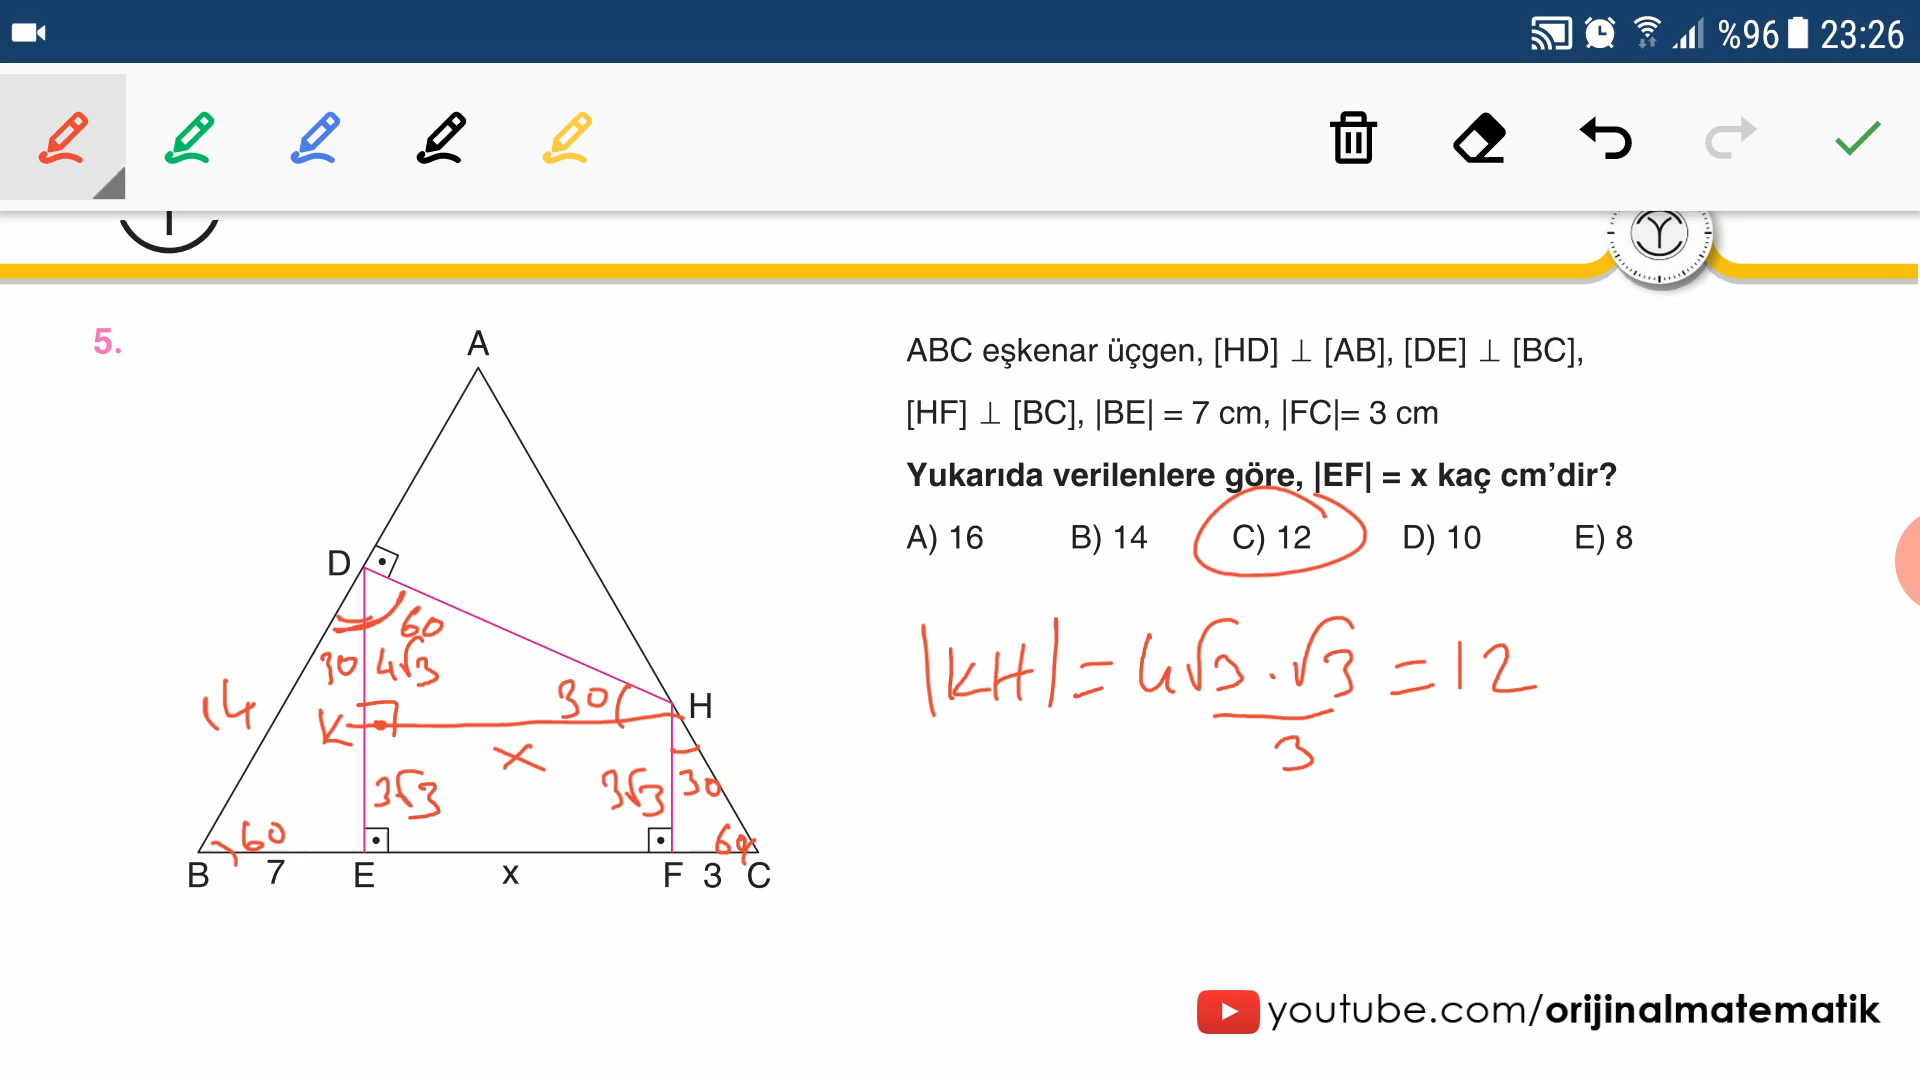 %96 23:26
5.
ABC eşkenar üçgen, [HD] ⊥ [AB], [DE] ⊥ [BC],
[HF] ⊥ [BC], |BE| = 7 cm, |FC|= 3 cm
Yukarıda verilenlere göre, |EF| = x kaç cm’dir?
A) 16 B) 14 C) 12 D) 10 E) 8
|KH| = 4√3 . √3 = 12
3
A
D
60
30 4√3
14
30 H
K
x
3√3 3√3 30
60 60
B 7 E x F 3 C
youtube.com/orijinalmatematik